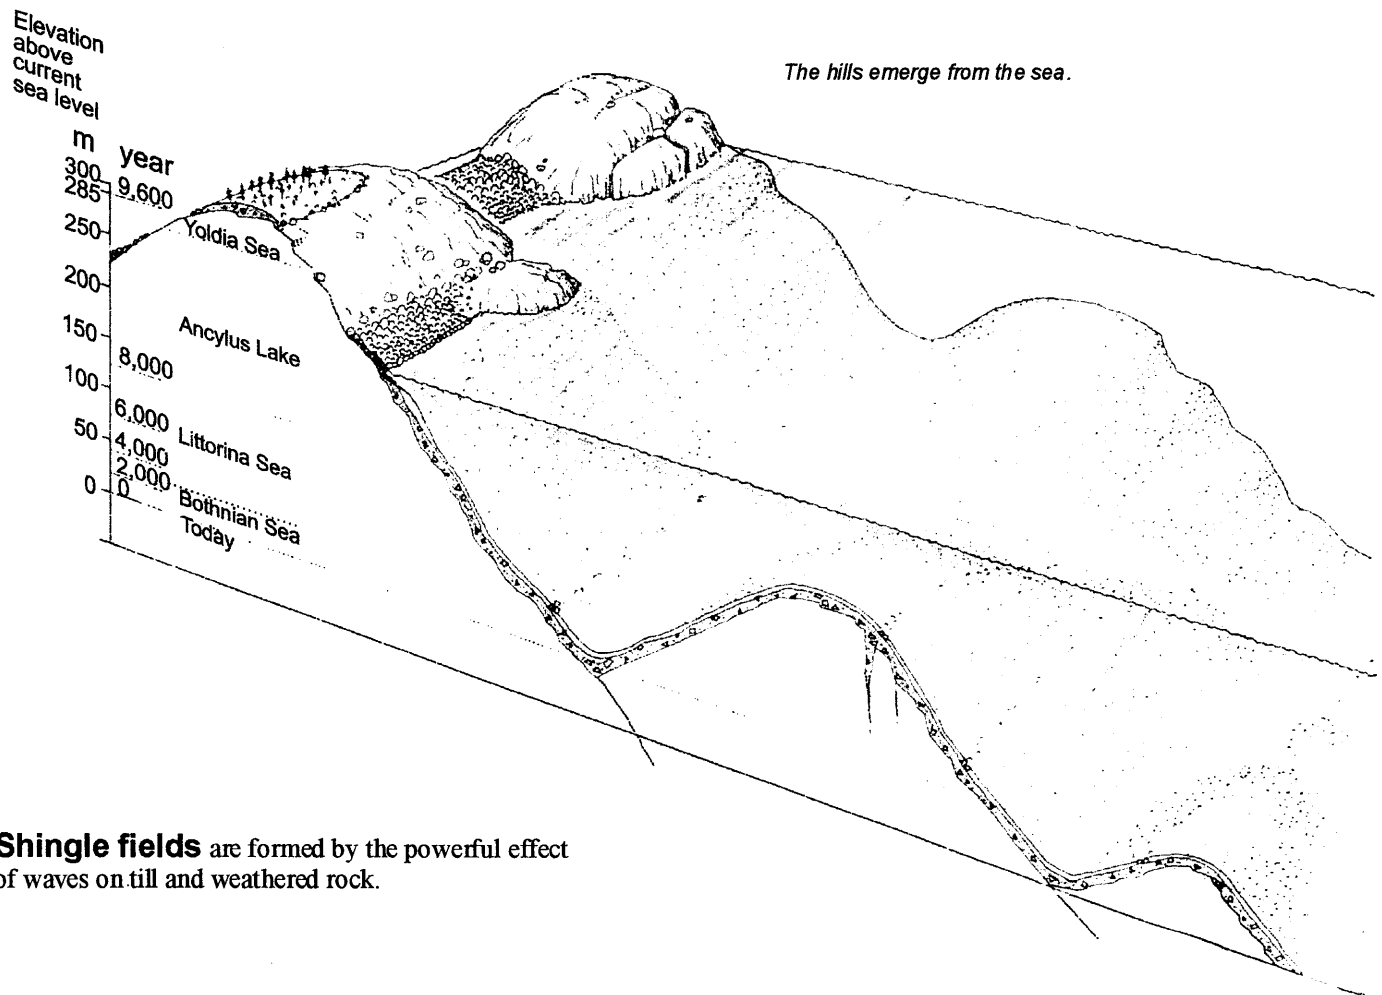 Elevation
above
current
sea level
The hills emerge from the sea.
m year
300
285 9,600
250
Yoldia Sea
200
150
Ancylus Lake
8,000
100
6,000
50
Littorina Sea
4,000
2,000
0 0
Bothnian Sea
Today
Shingle fields are formed by the powerful effect
of waves on till and weathered rock.